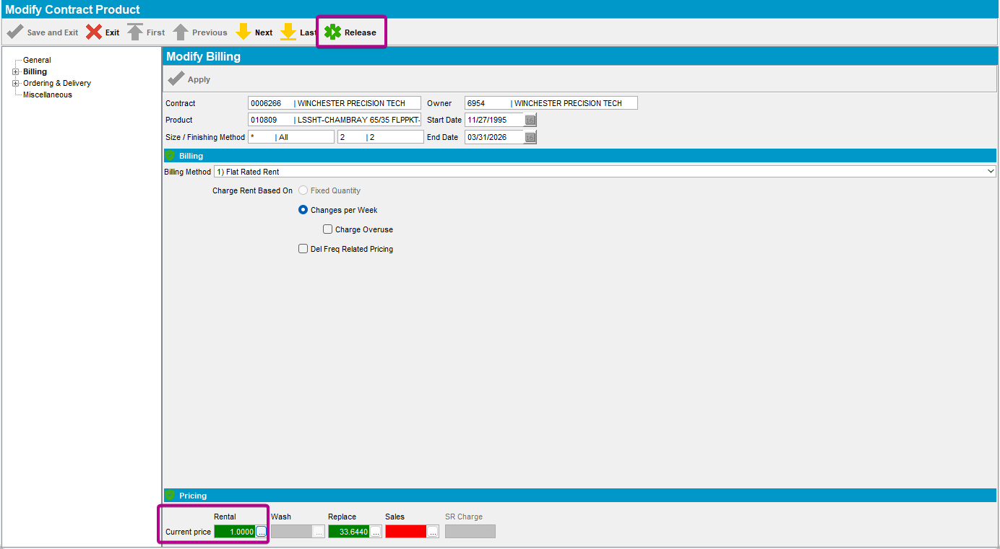 Modify Contract Product
Save and Exit Exit First Previous Next Last Release
General
Billing
Ordering & Delivery
Miscellaneous
Modify Billing
Apply
Contract 0006266 | WINCHESTER PRECISION TECH Owner 6954 | WINCHESTER PRECISION TECH
Product 010809 | LSSHT-CHAMBRAY 65/35 FLPPKT- Start Date 11/27/1995 16
Size / Finishing Method * | All 2 | 2 End Date 03/31/2026 16
Billing
Billing Method 1) Flat Rated Rent
Charge Rent Based On Fixed Quantity
Changes per Week
Charge Overuse
Del Freq Related Pricing
Pricing
Rental Wash Replace Sales SR Charge
Current price 1.0000 ... ... 33.6440 ... ...